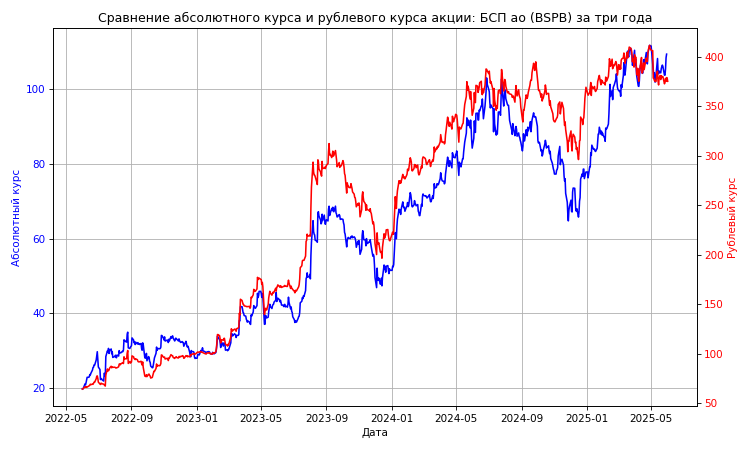 Сравнение абсолютного курса и рублевого курса акции: БСП ао (BSPB) за три года
Абсолютный курс
100
80
60
40
20
400
350
300
250
200
150
100
50
Рублевый курс
2022-05 2022-09 2023-01 2023-05 2023-09 2024-01 2024-05 2024-09 2025-01 2025-05
Дата